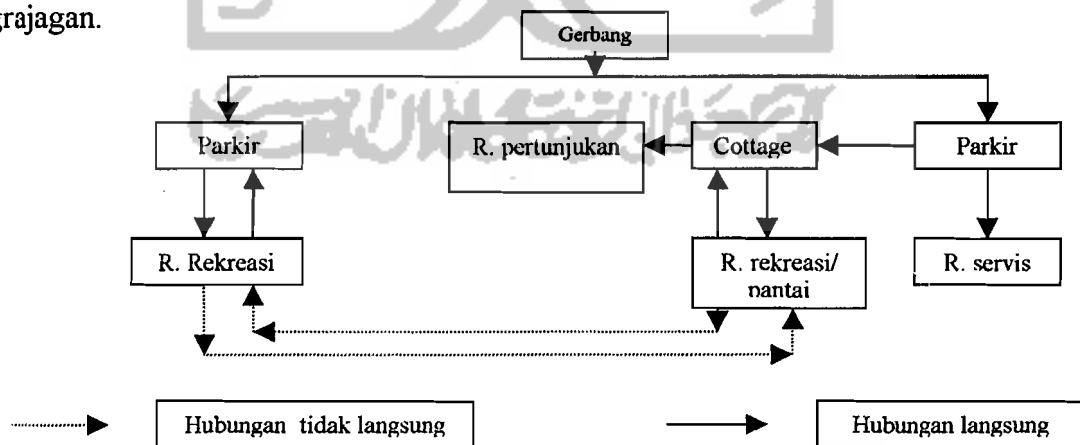 grajagan.
Gerbang
Parkir
R. pertunjukan
Cottage
Parkir
R. Rekreasi
R. rekreasi/
pantai
R. servis
Hubungan tidak langsung
Hubungan langsung